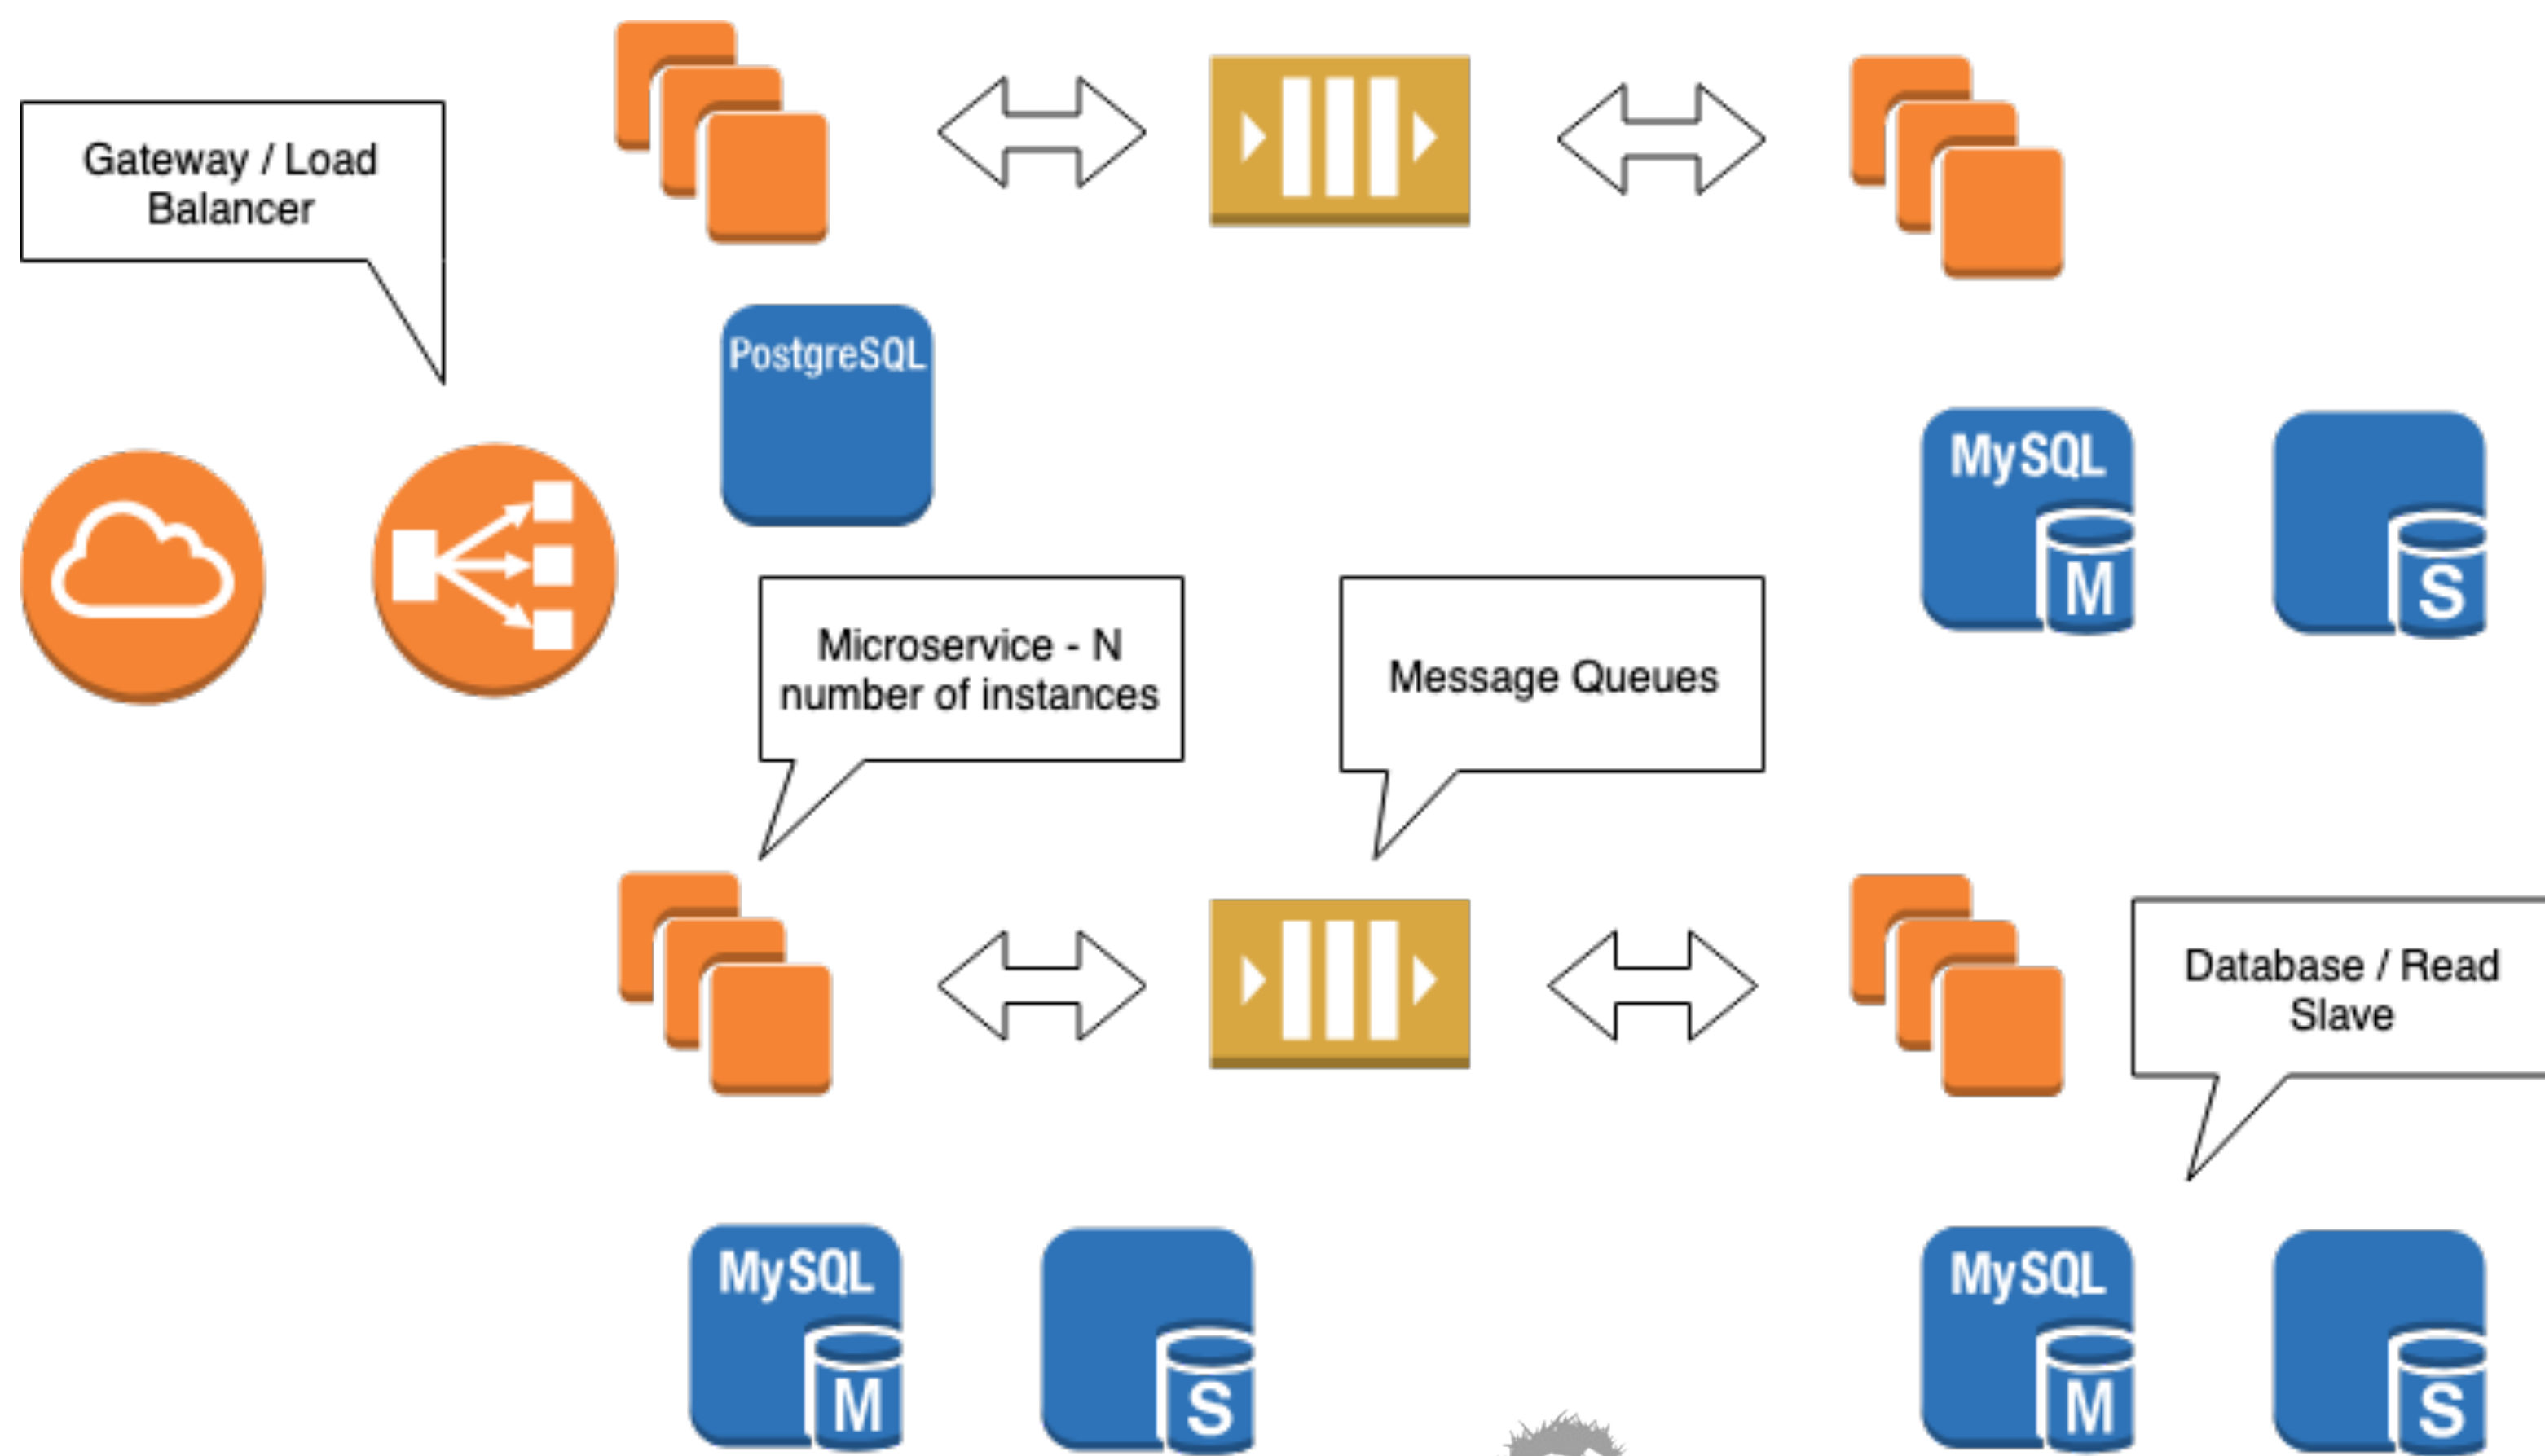 Gateway / Load
Balancer
PostgreSQL
MySQL
M
S
Microservice - N
number of instances
Message Queues
Database / Read
Slave
MySQL
M
S
MySQL
M
S